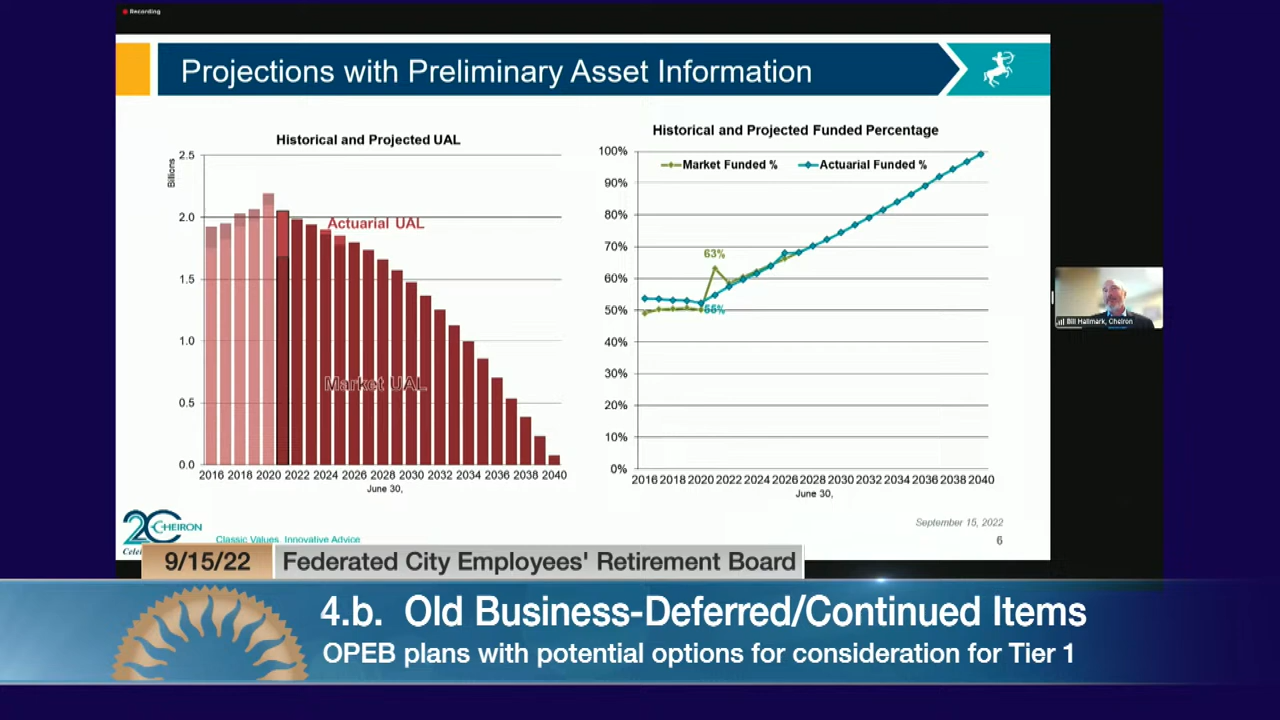 Recording
Projections with Preliminary Asset Information
Historical and Projected UAL
Billions
2.5
2.0
1.5
1.0
0.5
0.0
Actuarial UAL
Market UAL
2016 2018 2020 2022 2024 2026 2028 2030 2032 2034 2036 2038 2040
June 30,
Historical and Projected Funded Percentage
Market Funded % Actuarial Funded %
100%
90%
80%
70%
60%
50%
40%
30%
20%
10%
0%
63%
55%
2016 2018 2020 2022 2024 2026 2028 2030 2032 2034 2036 2038 2040
June 30,
Bill Hallmark, Cheiron
20 CHEIRON
Classic Values, Innovative Advice
September 15, 2022
6
9/15/22 Federated City Employees' Retirement Board
4.b. Old Business-Deferred/Continued Items
OPEB plans with potential options for consideration for Tier 1